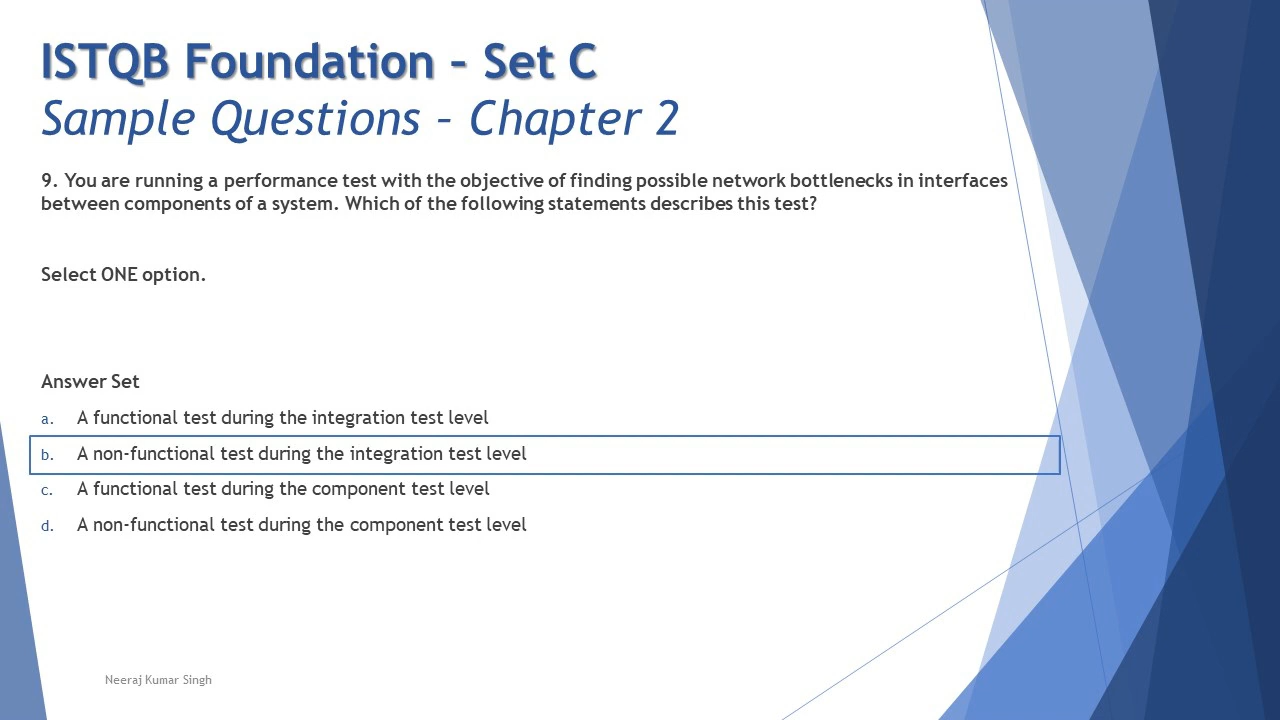 ISTQB Foundation – Set C
Sample Questions – Chapter 2
9. You are running a performance test with the objective of finding possible network bottlenecks in interfaces
between components of a system. Which of the following statements describes this test?
Select ONE option.
Answer Set
a. A functional test during the integration test level
b. A non-functional test during the integration test level
c. A functional test during the component test level
d. A non-functional test during the component test level
Neeraj Kumar Singh